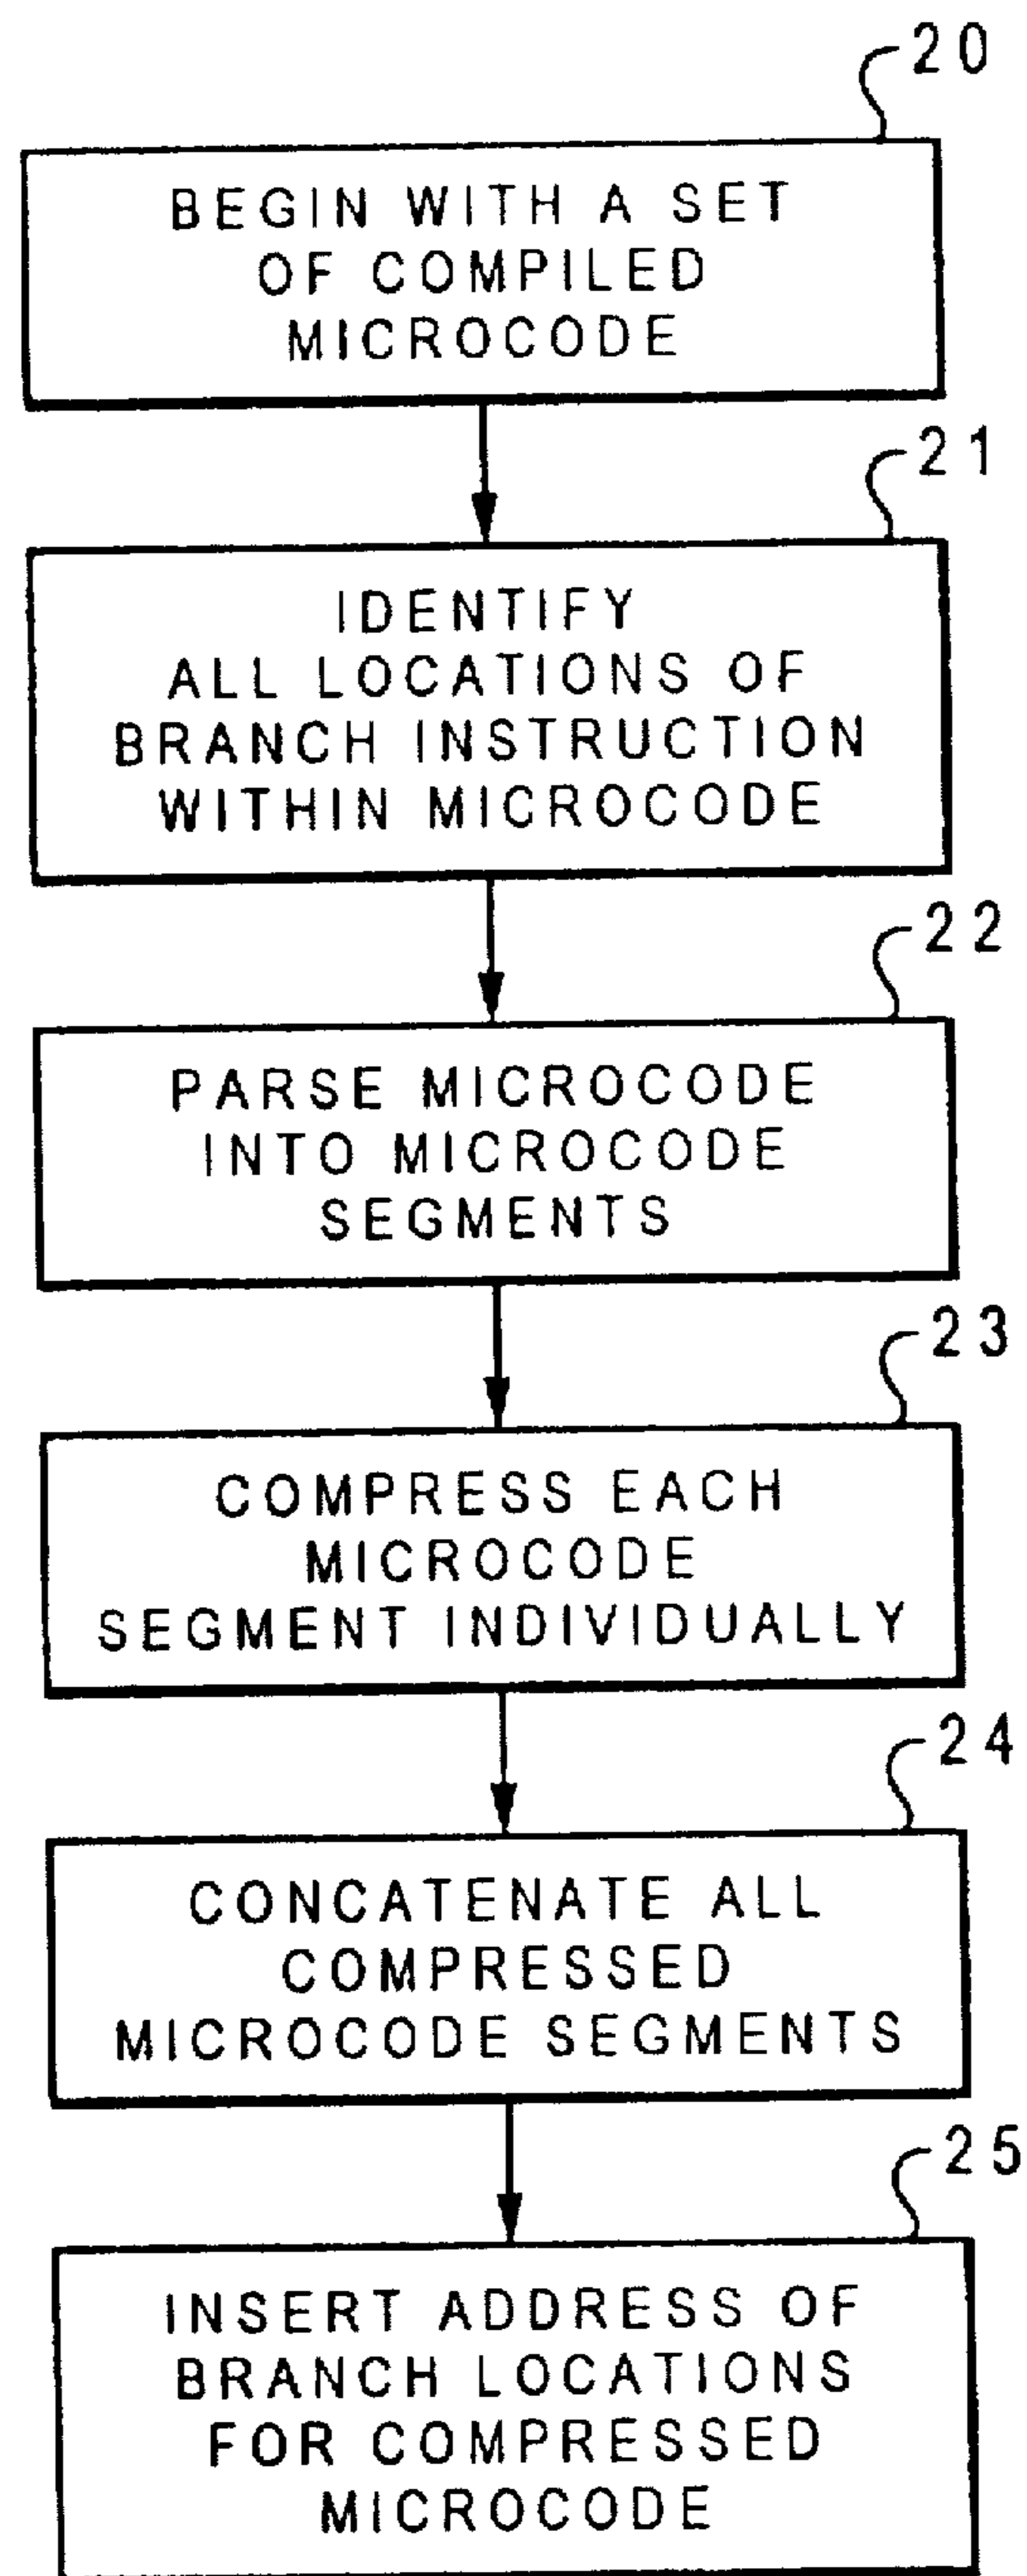 20
BEGIN WITH A SET
OF COMPILED
MICROCODE
21
IDENTIFY
ALL LOCATIONS OF
BRANCH INSTRUCTION
WITHIN MICROCODE
22
PARSE MICROCODE
INTO MICROCODE
SEGMENTS
23
COMPRESS EACH
MICROCODE
SEGMENT INDIVIDUALLY
24
CONCATENATE ALL
COMPRESSED
MICROCODE SEGMENTS
25
INSERT ADDRESS OF
BRANCH LOCATIONS
FOR COMPRESSED
MICROCODE